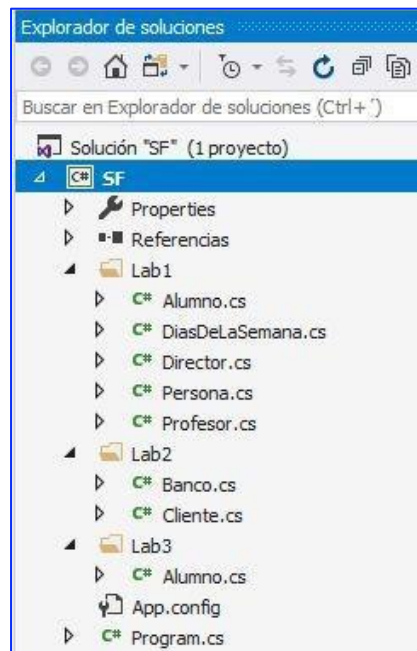 Explorador de soluciones
Buscar en Explorador de soluciones (Ctrl+´)
Solución "SF" (1 proyecto)
C# SF
Properties
Referencias
Lab1
C# Alumno.cs
C# DiasDeLaSemana.cs
C# Director.cs
C# Persona.cs
C# Profesor.cs
Lab2
C# Banco.cs
C# Cliente.cs
Lab3
C# Alumno.cs
App.config
C# Program.cs